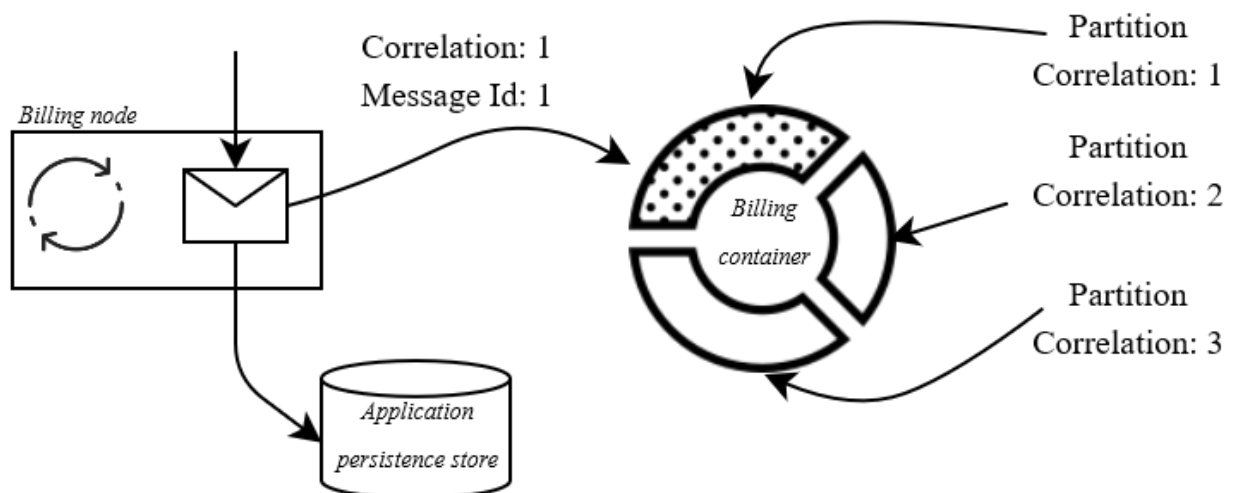 Correlation: 1
Message Id: 1
Partition
Correlation: 1
Billing node
Partition
Correlation: 2
Billing
container
Partition
Correlation: 3
Application
persistence store